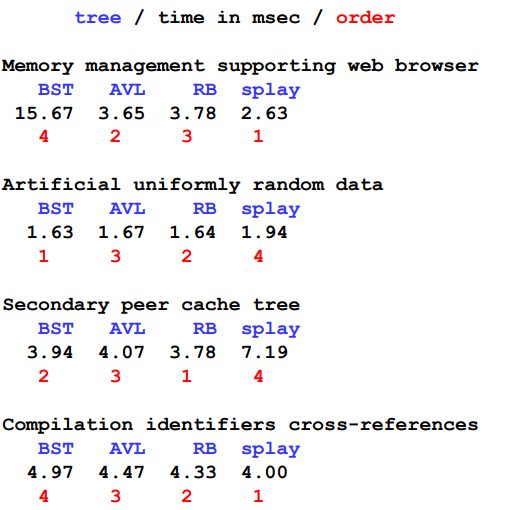 tree / time in msec / order
Memory management supporting web browser
BST AVL RB splay
15.67 3.65 3.78 2.63
4 2 3 1
Artificial uniformly random data
BST AVL RB splay
1.63 1.67 1.64 1.94
1 3 2 4
Secondary peer cache tree
BST AVL RB splay
3.94 4.07 3.78 7.19
2 3 1 4
Compilation identifiers cross-references
BST AVL RB splay
4.97 4.47 4.33 4.00
4 3 2 1